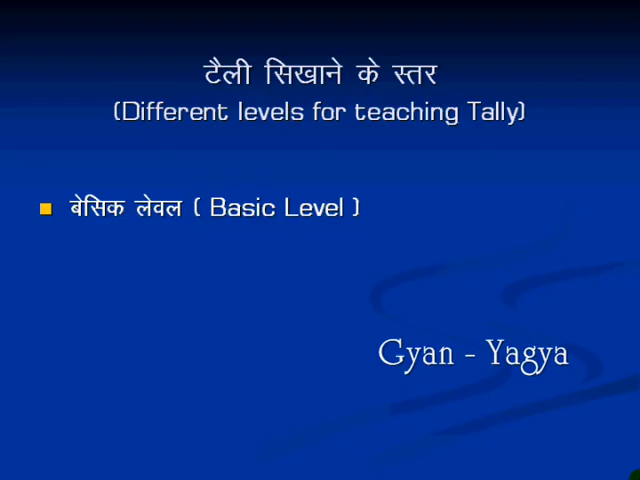 टैली सिखाने के स्तर
(Different levels for teaching Tally)
बेसिक लेवल ( Basic Level )
Gyan - Yagya